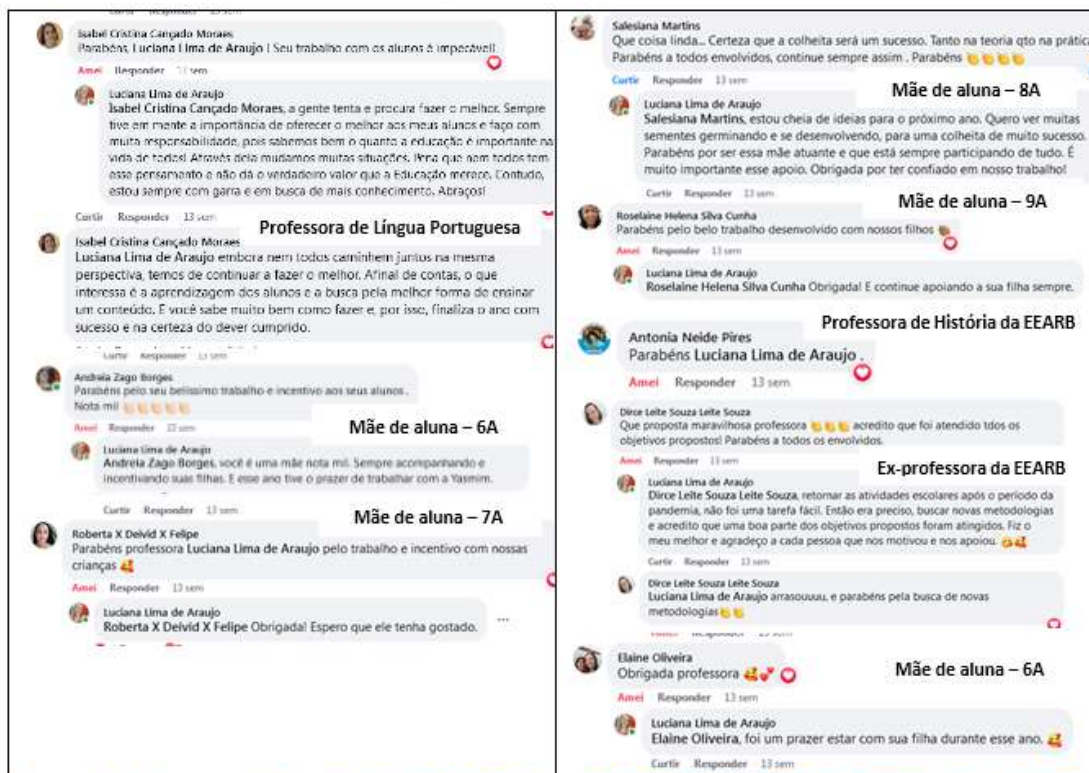 Isabel Cristina Cançado Moraes
Parabéns, Luciana Lima de Araujo ! Seu trabalho com os alunos é impecável!
Amei Responder 13 sem
Luciana Lima de Araujo
Isabel Cristina Cançado Moraes, a gente tenta e procura fazer o melhor. Sempre
tive em mente a importância de oferecer o melhor aos meus alunos e faço com
muita responsabilidade, pois sabemos bem o quanto a educação é importante na
vida de todos! Através dela mudamos muitas situações. Pena que nem todos tem
esse pensamento e não dá o verdadeiro valor que a Educação merece. Contudo,
estou sempre com garra e em busca de mais conhecimento. Abraços!
Curtir Responder 13 sem
Professora de Língua Portuguesa
Isabel Cristina Cançado Moraes
Luciana Lima de Araujo embora nem todos caminhem juntos na mesma
perspectiva, temos de continuar a fazer o melhor. Afinal de contas, o que
interessa é a aprendizagem dos alunos e a busca pela melhor forma de ensinar
um conteúdo. E você sabe muito bem como fazer e, por isso, finaliza o ano com
sucesso e na certeza do dever cumprido.
Curtir Responder 13 sem
Andreia Zago Borges
Parabéns pelo seu belíssimo trabalho e incentivo aos seus alunos .
Nota mil 👏👏👏👏👏
Amei Responder 13 sem
Mãe de aluna – 6A
Luciana Lima de Araujo
Andreia Zago Borges, você é uma mãe nota mil. Sempre acompanhando e
incentivando suas filhas. E esse ano tive o prazer de trabalhar com a Yasmim.
Curtir Responder 13 sem
Mãe de aluna – 7A
Roberta X Deivid X Felipe
Parabéns professora Luciana Lima de Araujo pelo trabalho e incentivo com nossas
crianças 🥰
Amei Responder 13 sem
Luciana Lima de Araujo
Roberta X Deivid X Felipe Obrigada! Espero que ele tenha gostado.
Salesiana Martins
Que coisa linda... Certeza que a colheita será um sucesso. Tanto na teoria qto na prática
Parabéns a todos envolvidos, continue sempre assim . Parabéns 👏👏👏👏
Curtir Responder 13 sem
Mãe de aluna – 8A
Luciana Lima de Araujo
Salesiana Martins, estou cheia de ideias para o próximo ano. Quero ver muitas
sementes germinando e se desenvolvendo, para uma colheita de muito sucesso.
Parabéns por ser essa mãe atuante e que está sempre participando de tudo. É
muito importante esse apoio. Obrigada por ter confiado em nosso trabalho!
Curtir Responder 13 sem
Mãe de aluna – 9A
Roselaine Helena Silva Cunha
Parabéns pelo belo trabalho desenvolvido com nossos filhos
Amei Responder 13 sem
Luciana Lima de Araujo
Roselaine Helena Silva Cunha Obrigada! E continue apoiando a sua filha sempre.
Professora de História da EEARB
Antonia Neide Pires
Parabéns Luciana Lima de Araujo .
Amei Responder 13 sem
Dirce Leite Souza Leite Souza
Que proposta maravilhosa professora 👏👏👏 acredito que foi atendido tdos os
objetivos propostos! Parabéns a todos os envolvidos.
Amei Responder 13 sem
Ex-professora da EEARB
Luciana Lima de Araujo
Dirce Leite Souza Leite Souza, retornar as atividades escolares após o período da
pandemia, não foi uma tarefa fácil. Então era preciso, buscar novas metodologias
e acredito que uma boa parte dos objetivos propostos foram atingidos. Fiz o
meu melhor e agradeço a cada pessoa que nos motivou e nos apoiou.
Curtir Responder 13 sem
Dirce Leite Souza Leite Souza
Luciana Lima de Araujo arrasouuuu, e parabéns pela busca de novas
metodologias👏👏
Elaine Oliveira
Obrigada professora 🥰💕
Mãe de aluna – 6A
Amei Responder 13 sem
Luciana Lima de Araujo
Elaine Oliveira, foi um prazer estar com sua filha durante esse ano. 🥰
Curtir Responder 13 sem